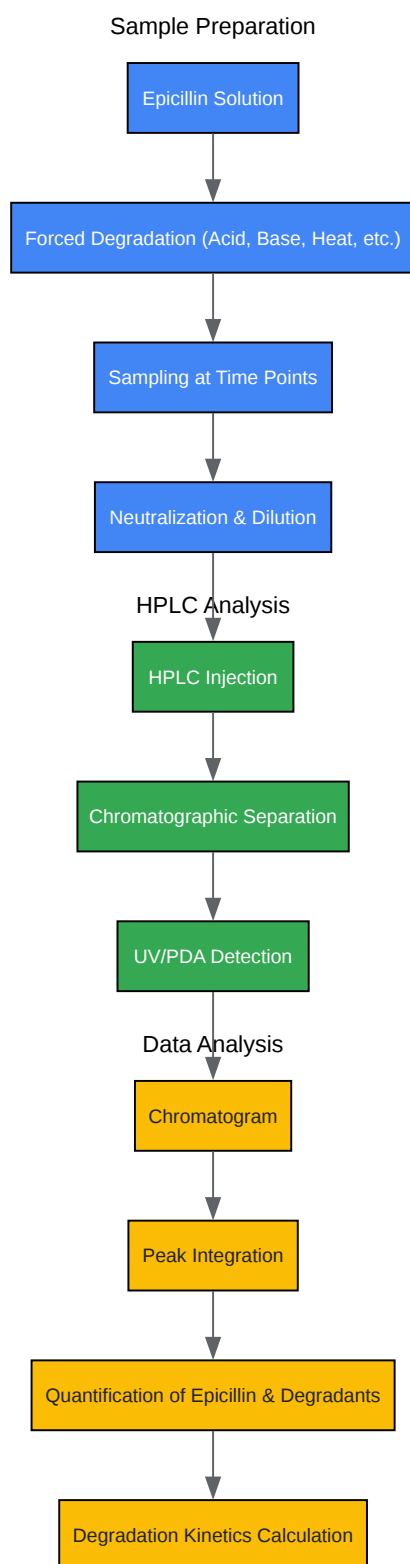 Sample Preparation
Epicillin Solution
Forced Degradation (Acid, Base, Heat, etc.)
Sampling at Time Points
Neutralization & Dilution
HPLC Analysis
HPLC Injection
Chromatographic Separation
UV/PDA Detection
Data Analysis
Chromatogram
Peak Integration
Quantification of Epicillin & Degradants
Degradation Kinetics Calculation